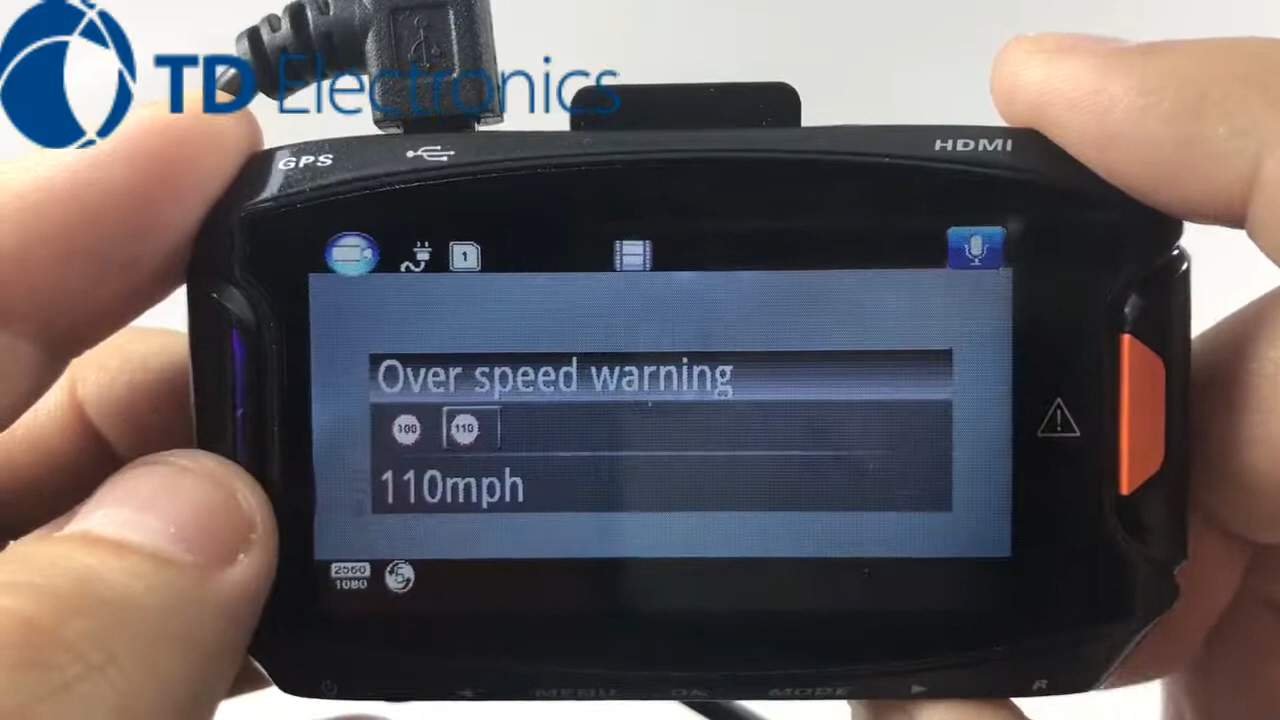 TD Electronics
GPS
HDMI
1
Over speed warning
100 110
110mph
2560
1080
5
MENU OK MODE R